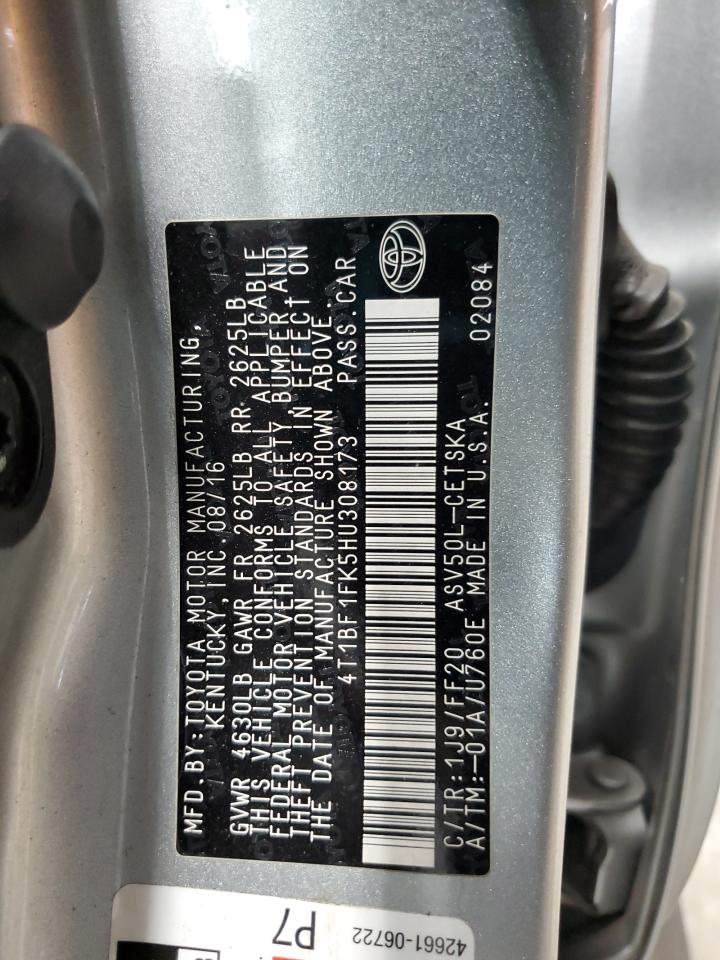 MFD.BY:TOYOTA MOTOR MANUFACTURING,
KENTUCKY, INC.08/16
GVWR 4630LB GAWR FR 2625LB RR 2625LB
THIS VEHICLE CONFORMS TO ALL APPLICABLE
FEDERAL MOTOR VEHICLE SAFETY, BUMPER,AND
THEFT PREVENTION STANDARDS IN EFFECT ON
THE DATE OF MANUFACTURE SHOWN ABOVE.
4T1BF1FK5HU308173 PASS.CAR
C/TR:1J9/FF20 ASV50L-CETSKA
A/TM:-01A/U760E MADE IN U.S.A. 02084
P7
42661-06722